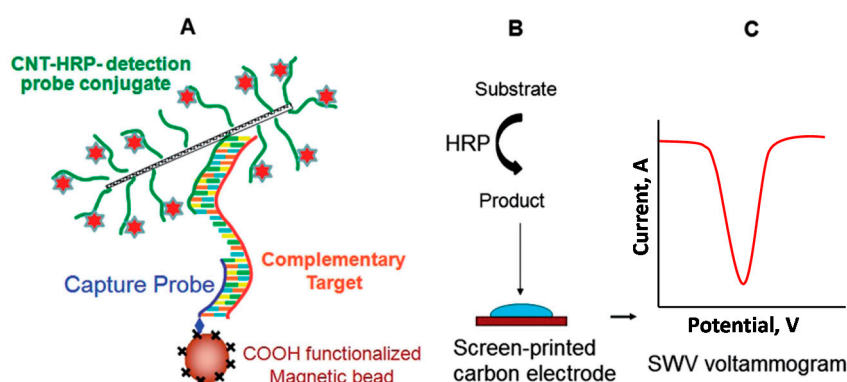 A
CNT-HRP- detection
probe conjugate
Capture Probe
Complementary
Target
COOH functionalized
Magnetic bead
B
Substrate
HRP
Product
Screen-printed
carbon electrode
C
Current, A
Potential, V
SWV voltammogram